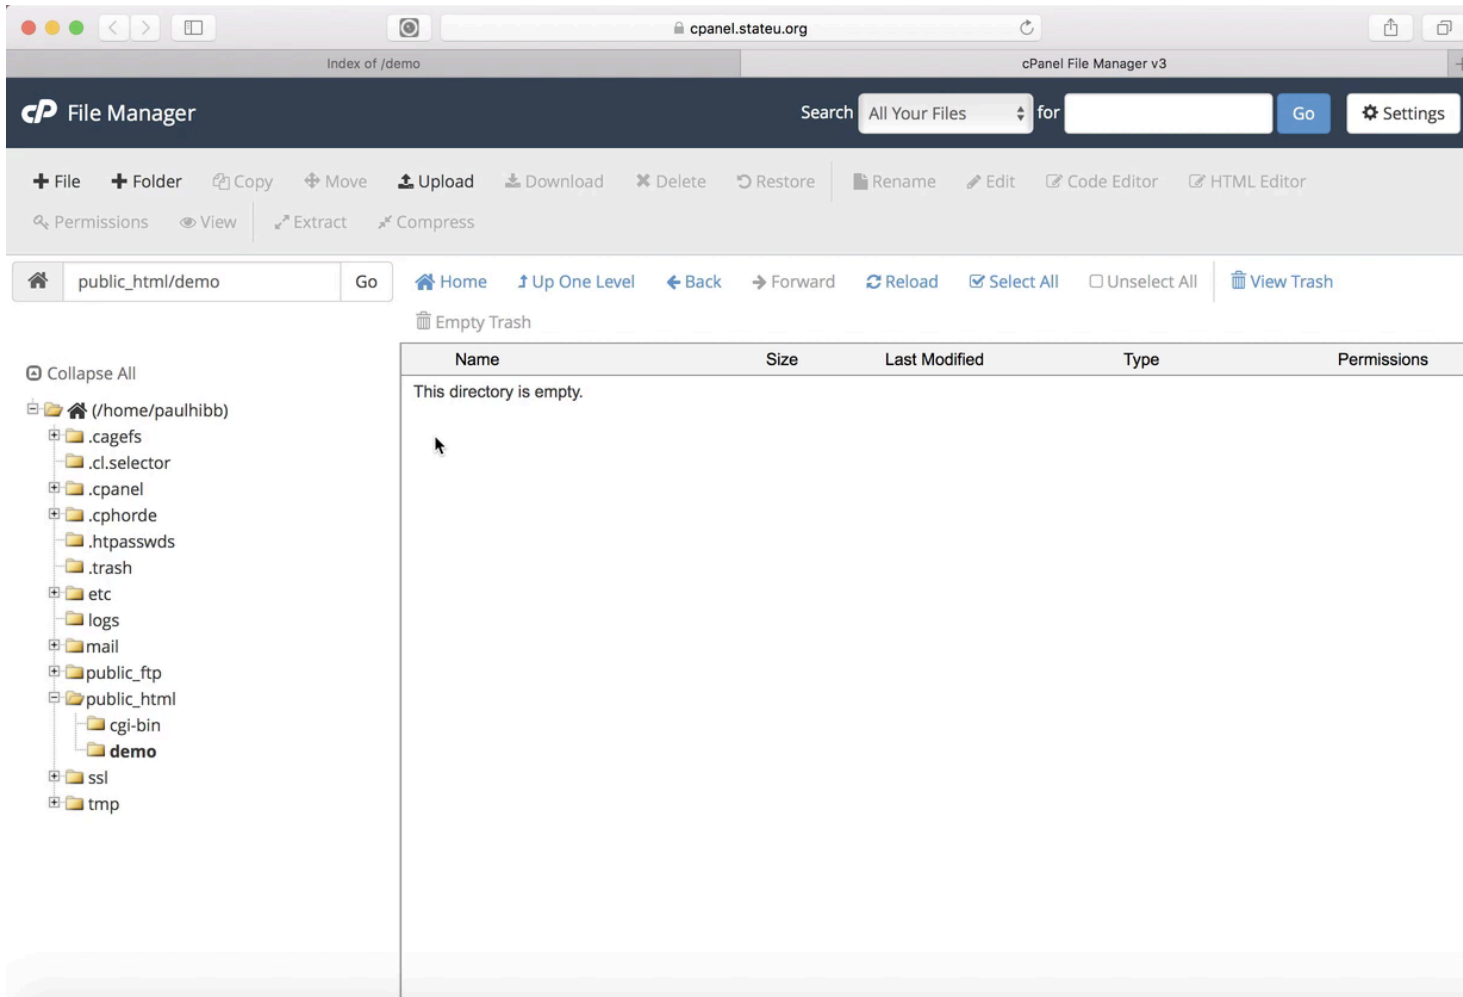 cpanel.stateu.org
Index of /demo
cPanel File Manager v3
cP File Manager
Search All Your Files for Go Settings
File Folder Copy Move Upload Download Delete Restore Rename Edit Code Editor HTML Editor
Permissions View Extract Compress
public_html/demo Go Home Up One Level Back Forward Reload Select All Unselect All View Trash
Empty Trash
Name Size Last Modified Type Permissions
This directory is empty.
Collapse All
(/home/paulhibb)
.cagefs
.cl.selector
.cpanel
.cphorde
.htpasswds
.trash
etc
logs
mail
public_ftp
public_html
cgi-bin
demo
ssl
tmp